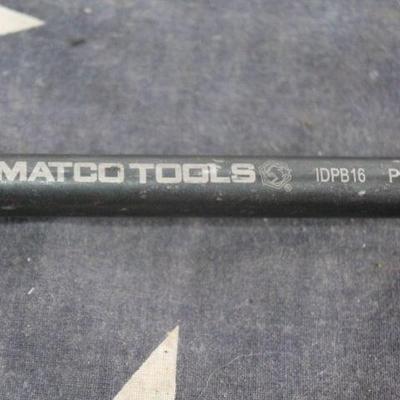 MATCO TOOLS ® IDPB16 P